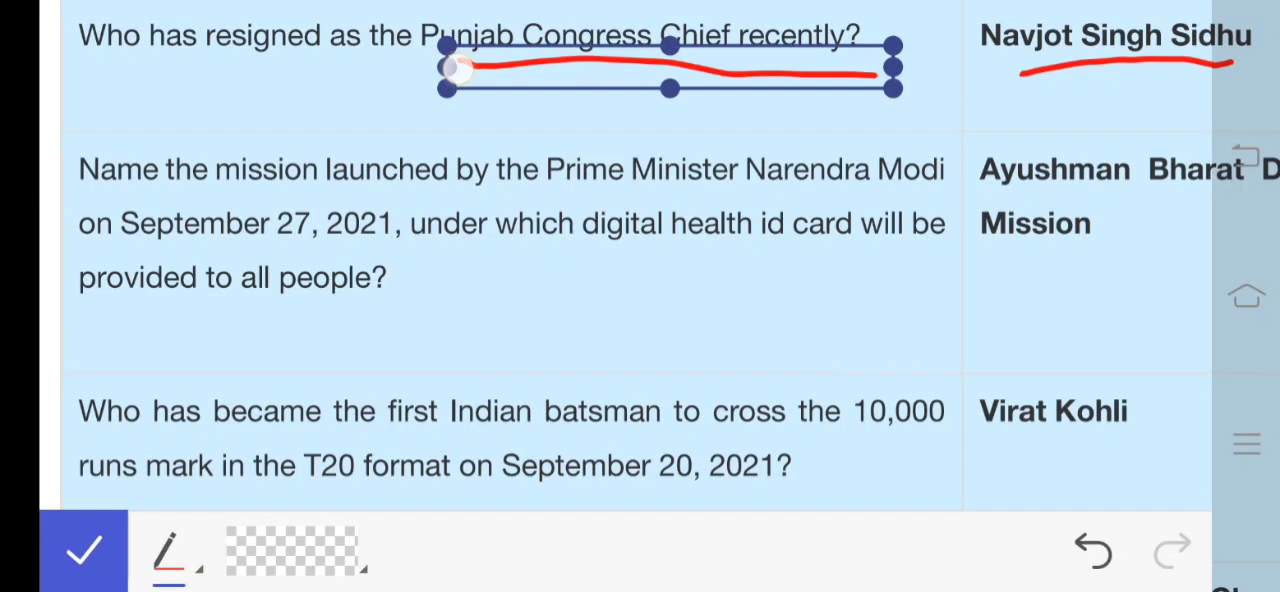 Who has resigned as the Punjab Congress Chief recently?
Navjot Singh Sidhu
Name the mission launched by the Prime Minister Narendra Modi
on September 27, 2021, under which digital health id card will be
provided to all people?
Ayushman Bharat D
Mission
Who has became the first Indian batsman to cross the 10,000
runs mark in the T20 format on September 20, 2021?
Virat Kohli